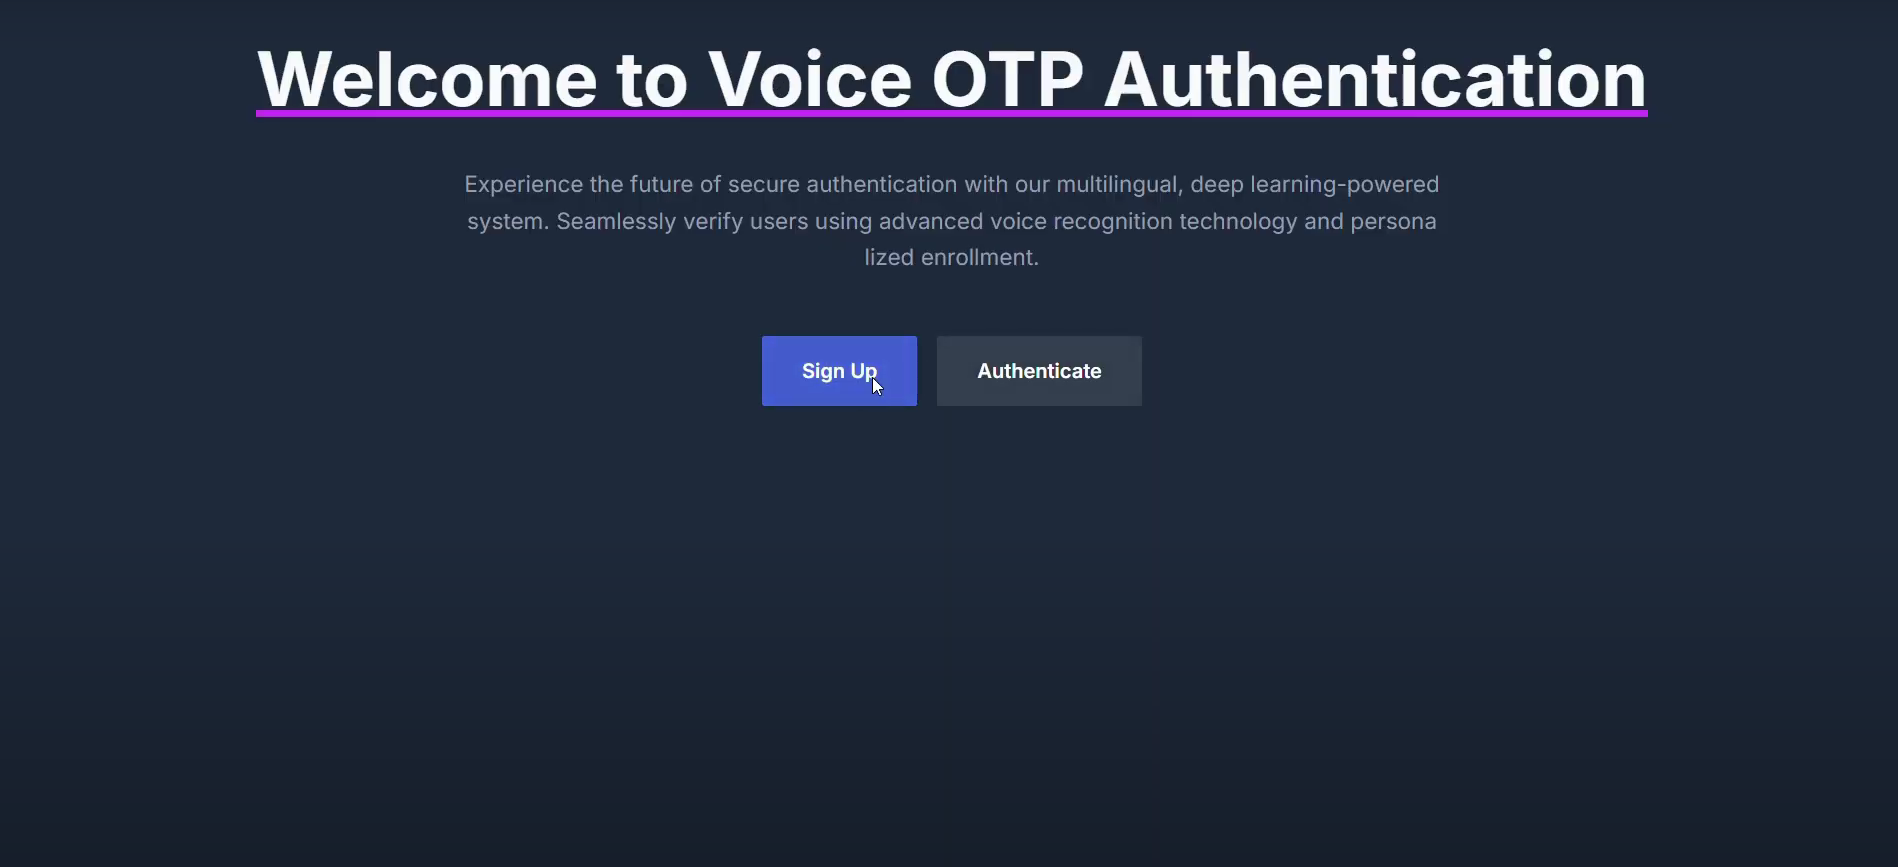 Welcome to Voice OTP Authentication
Experience the future of secure authentication with our multilingual, deep learning-powered
system. Seamlessly verify users using advanced voice recognition technology and persona
lized enrollment.
Sign Up
Authenticate